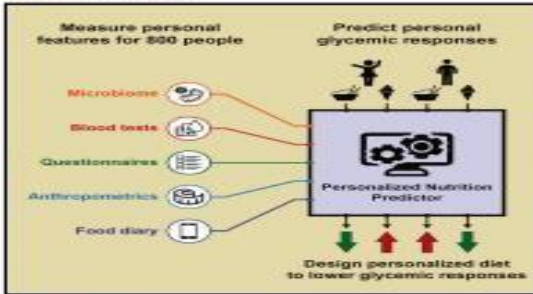 Measure personal
features for 800 people
Predict personal
glycemic responses
Microbiome
Blood tests
Questionnaires
Anthropometrics
Food diary
Personalized Nutrition
Predictor
Design personalized diet
to lower glycemic responses